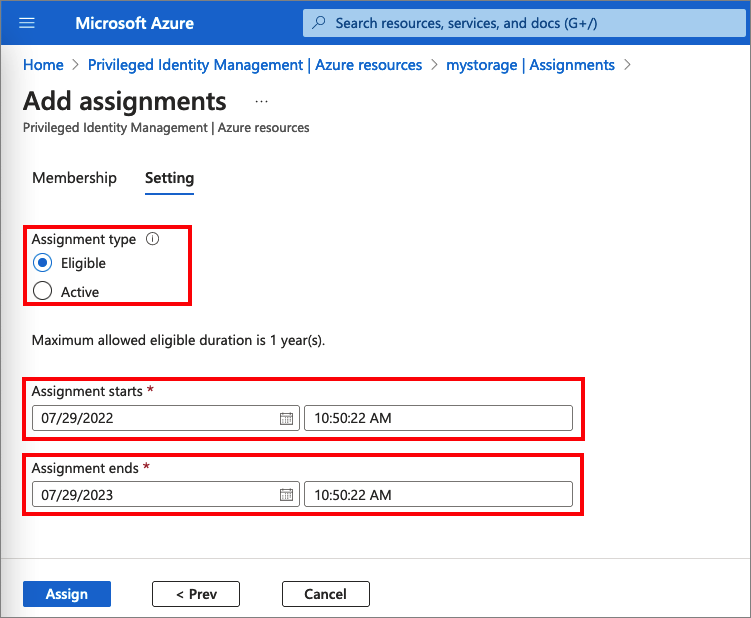 Microsoft Azure
Search resources, services, and docs (G+/)
Home > Privileged Identity Management | Azure resources > mystorage | Assignments >
Add assignments ...
Privileged Identity Management | Azure resources
Membership Setting
Assignment type
Eligible
Active
Maximum allowed eligible duration is 1 year(s).
Assignment starts *
07/29/2022 10:50:22 AM
Assignment ends *
07/29/2023 10:50:22 AM
Assign < Prev Cancel